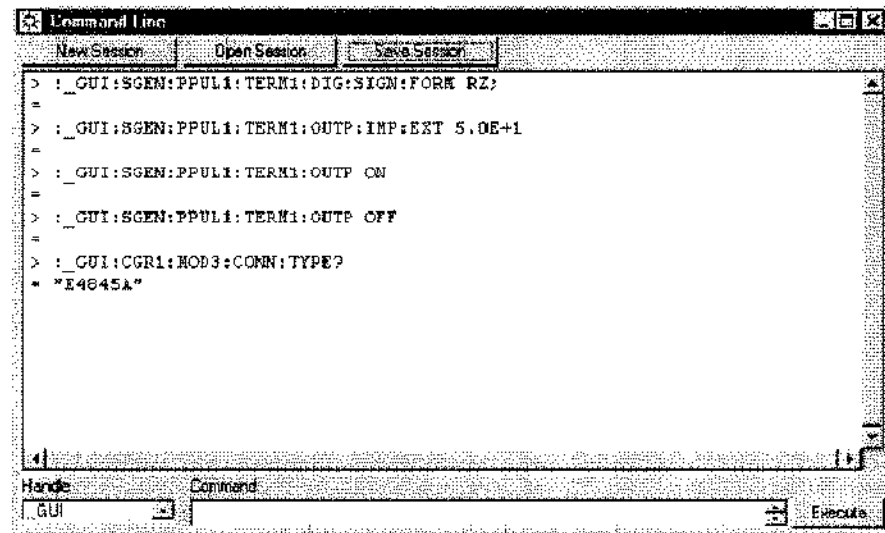 Command Line
New Session Open Session Save Session
> :_GUI:SGEN:PPUL1:TERM1:DIG:SIGN:FORM RZ;
=
> :_GUI:SGEN:PPUL1:TERM1:OUTP:IMP:EXT 5.0E+1
=
> :_GUI:SGEN:PPUL1:TERM1:OUTP ON
=
> :_GUI:SGEN:PPUL1:TERM1:OUTP OFF
=
> :_GUI:CGR1:MOD3:CONN:TYPE?
= "E4845A"
Handle Command
_GUI Execute